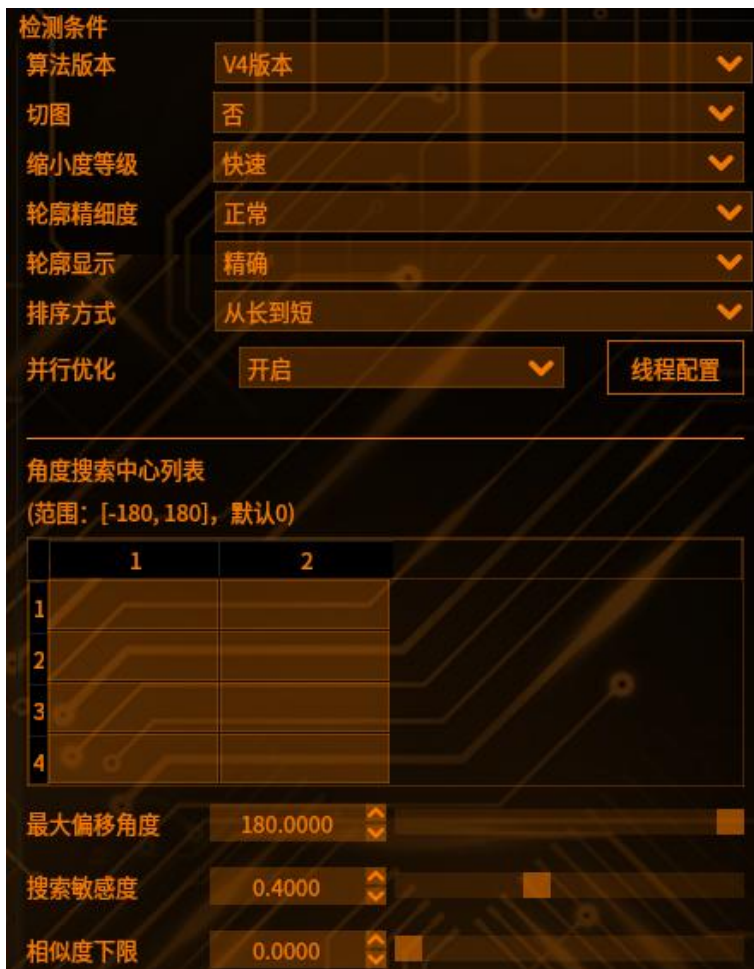 检测条件
算法版本 V4版本
切图 否
缩小度等级 快速
轮廓精细度 正常
轮廓显示 精确
排序方式 从长到短
并行优化 开启 线程配置
角度搜索中心列表
(范围：[-180, 180]，默认0)
1 2
1
2
3
4
最大偏移角度 180.0000
搜索敏感度 0.4000
相似度下限 0.0000